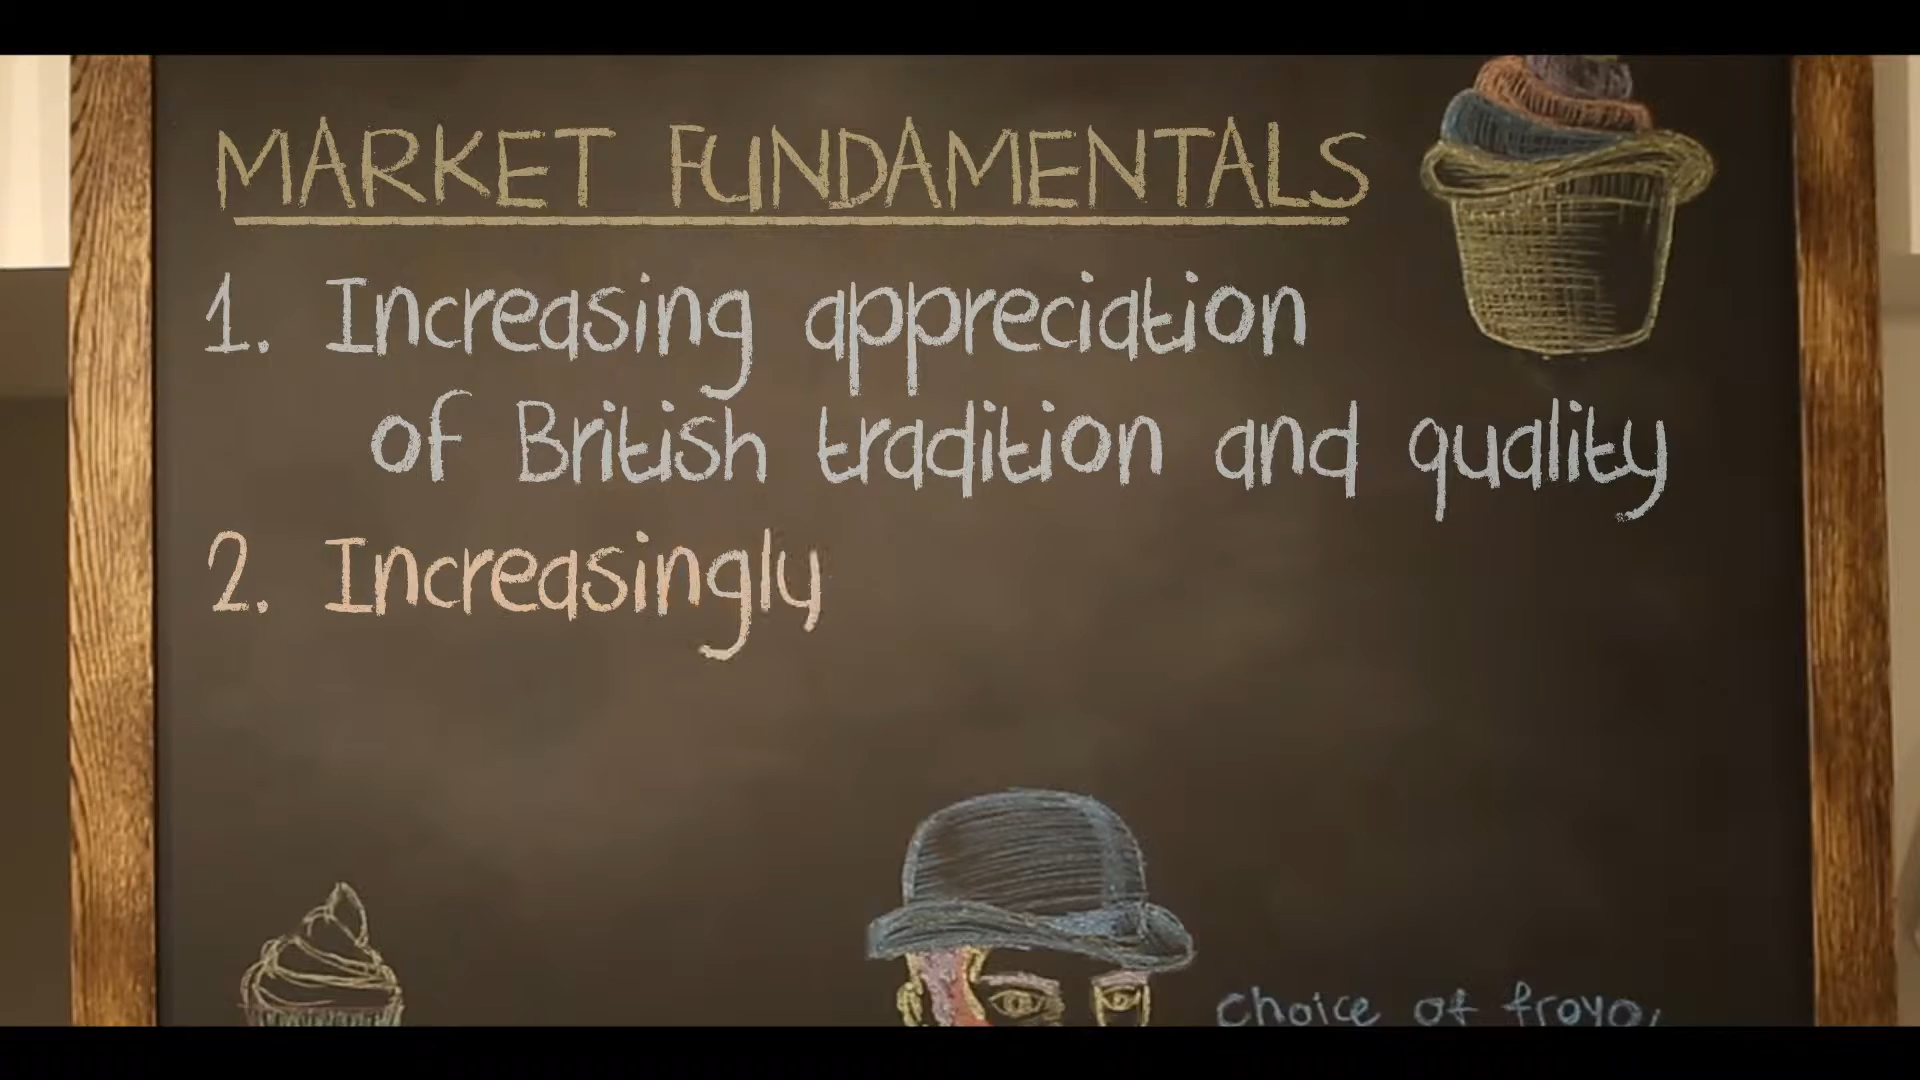 MARKET FUNDAMENTALS
1. Increasing appreciation
of British tradition and quality
2. Increasingly
choice of froyo,